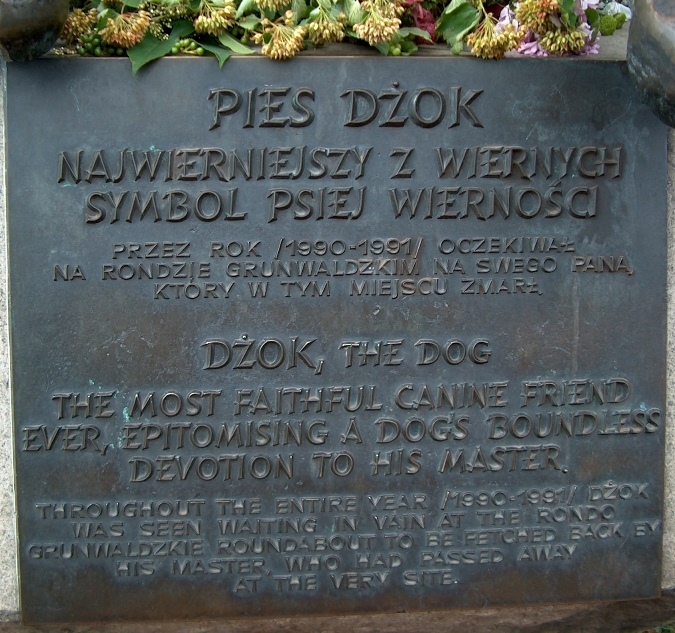 PIES DŻOK
NAJWIERNIEJSZY Z WIERNYCH
SYMBOL PSIEJ WIERNOŚCI
PRZEZ ROK /1990-1991/ OCZEKIWAŁ
NA RONDZIE GRUNWALDZKIM NA SWEGO PANA,
KTÓRY W TYM MIEJSCU ZMARŁ
DŻOK, THE DOG
THE MOST FAITHFUL CANINE FRIEND
EVER, EPITOMISING A DOG'S BOUNDLESS
DEVOTION TO HIS MASTER.
THROUGHOUT THE ENTIRE YEAR /1990-1991/ DŻOK
WAS SEEN WAITING IN VAIN AT THE RONDO
GRUNWALDZKIE ROUNDABOUT TO BE FETCHED BACK BY
HIS MASTER, WHO HAD PASSED AWAY
AT THE VERY SITE.